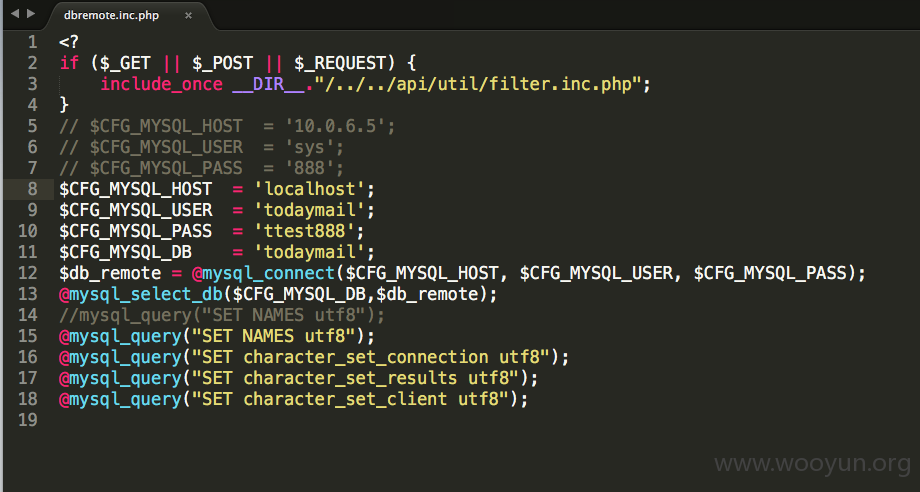 dbremote.inc.php ×
1 <?
2 if ($_GET || $_POST || $_REQUEST) {
3     include_once __DIR__."/../../api/util/filter.inc.php";
4 }
5 // $CFG_MYSQL_HOST  = '10.0.6.5';
6 // $CFG_MYSQL_USER  = 'sys';
7 // $CFG_MYSQL_PASS  = '888';
8 $CFG_MYSQL_HOST  = 'localhost';
9 $CFG_MYSQL_USER  = 'todaymail';
10 $CFG_MYSQL_PASS  = 'ttest888';
11 $CFG_MYSQL_DB    = 'todaymail';
12 $db_remote = @mysql_connect($CFG_MYSQL_HOST, $CFG_MYSQL_USER, $CFG_MYSQL_PASS);
13 @mysql_select_db($CFG_MYSQL_DB,$db_remote);
14 //mysql_query("SET NAMES utf8");
15 @mysql_query("SET NAMES utf8");
16 @mysql_query("SET character_set_connection utf8");
17 @mysql_query("SET character_set_results utf8");
18 @mysql_query("SET character_set_client utf8");
19
www.wooyun.org